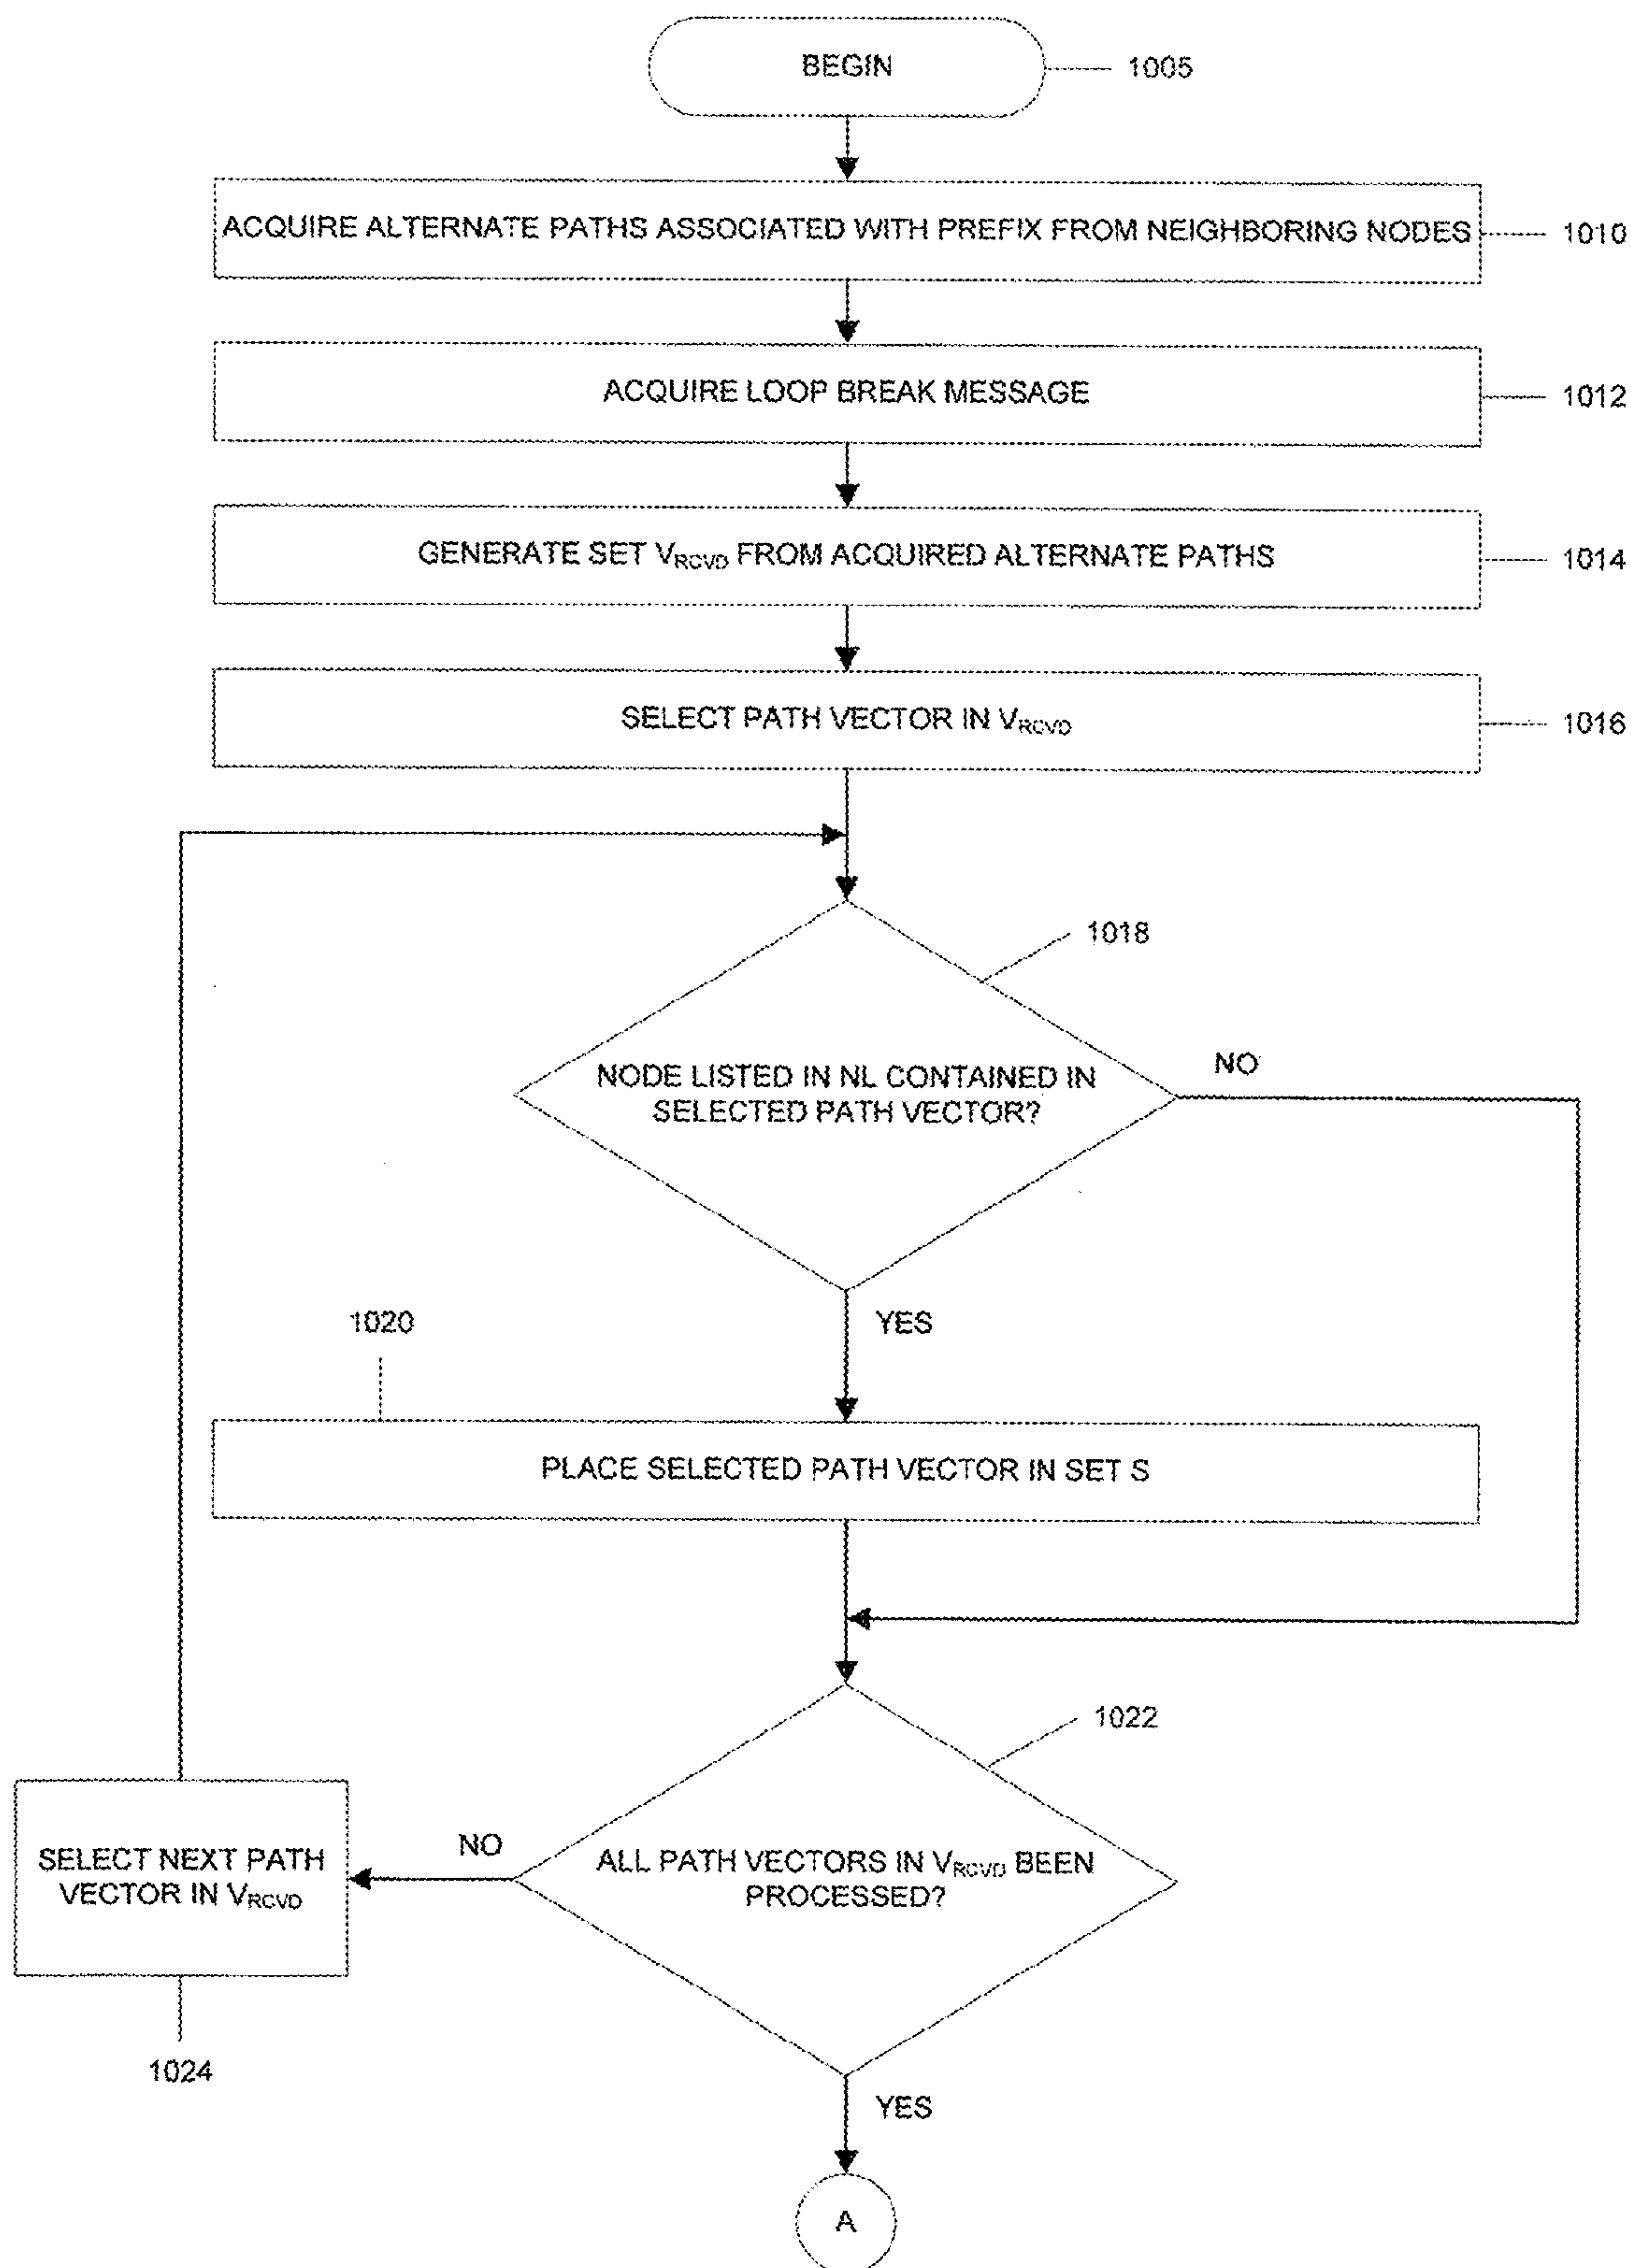 BEGIN
1005
ACQUIRE ALTERNATE PATHS ASSOCIATED WITH PREFIX FROM NEIGHBORING NODES
1010
ACQUIRE LOOP BREAK MESSAGE
1012
GENERATE SET VRCVD FROM ACQUIRED ALTERNATE PATHS
1014
SELECT PATH VECTOR IN VRCVD
1016
1018
NODE LISTED IN NL CONTAINED IN
SELECTED PATH VECTOR?
NO
YES
1020
PLACE SELECTED PATH VECTOR IN SET S
1022
ALL PATH VECTORS IN VRCVD BEEN
PROCESSED?
NO
SELECT NEXT PATH
VECTOR IN VRCVD
1024
YES
A